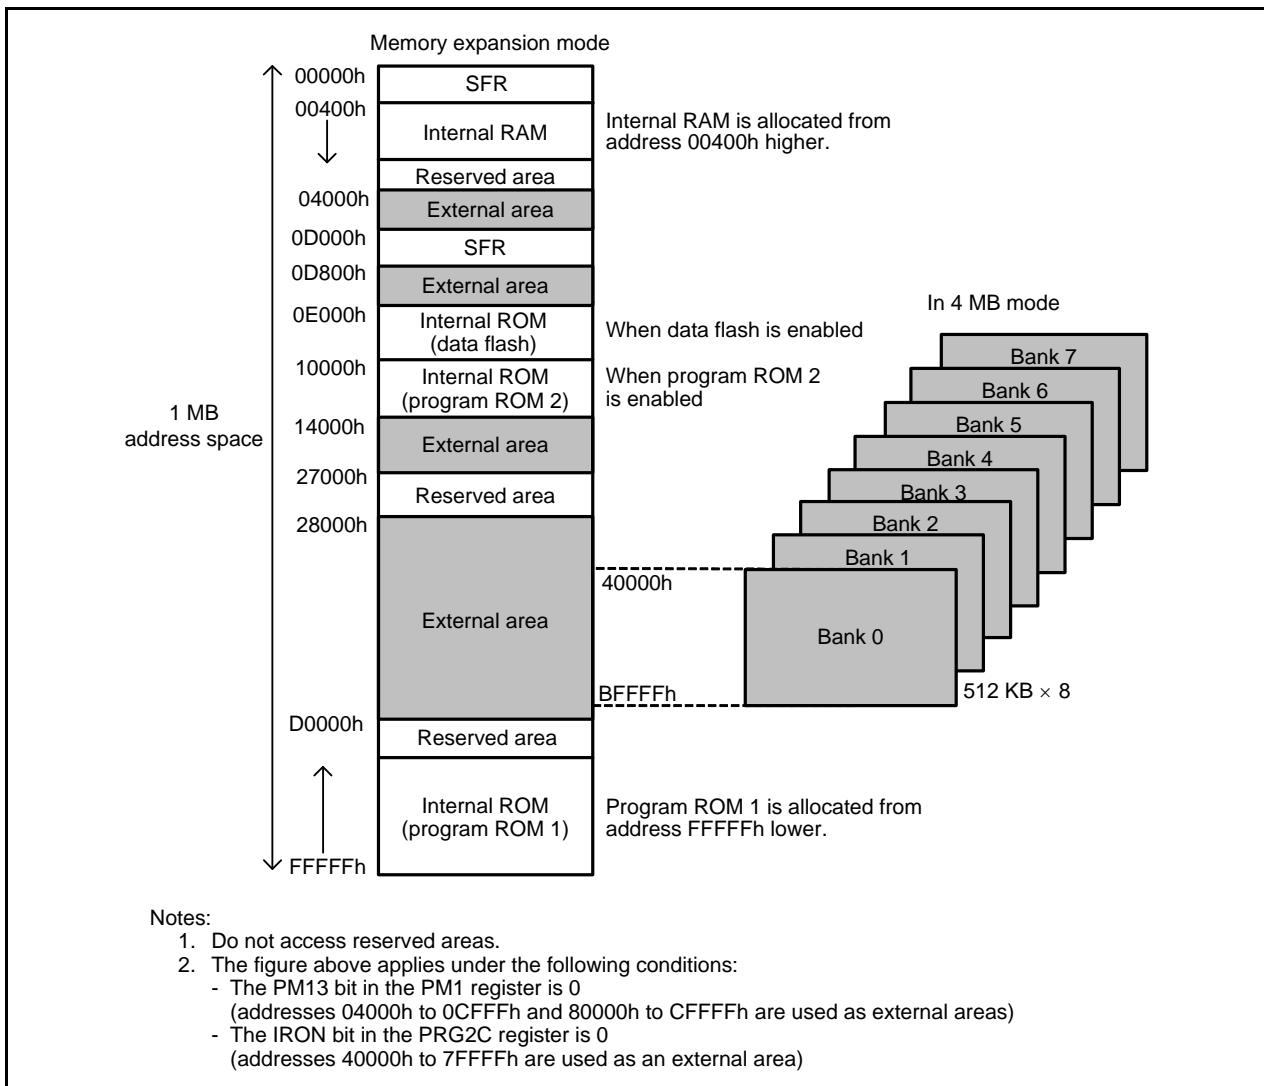 Memory expansion mode
00000h
SFR
00400h
Internal RAM
Internal RAM is allocated from
address 00400h higher.
Reserved area
04000h
External area
0D000h
SFR
0D800h
External area
0E000h
Internal ROM
(data flash)
When data flash is enabled
10000h
Internal ROM
(program ROM 2)
When program ROM 2
is enabled
1 MB
address space
14000h
External area
27000h
Reserved area
28000h
External area
40000h
BFFFFh
D0000h
Reserved area
Internal ROM
(program ROM 1)
Program ROM 1 is allocated from
address FFFFFh lower.
FFFFFh
In 4 MB mode
Bank 7
Bank 6
Bank 5
Bank 4
Bank 3
Bank 2
Bank 1
Bank 0
512 KB × 8
Notes:
1. Do not access reserved areas.
2. The figure above applies under the following conditions:
- The PM13 bit in the PM1 register is 0
(addresses 04000h to 0CFFFh and 80000h to CFFFFh are used as external areas)
- The IRON bit in the PRG2C register is 0
(addresses 40000h to 7FFFFh are used as an external area)